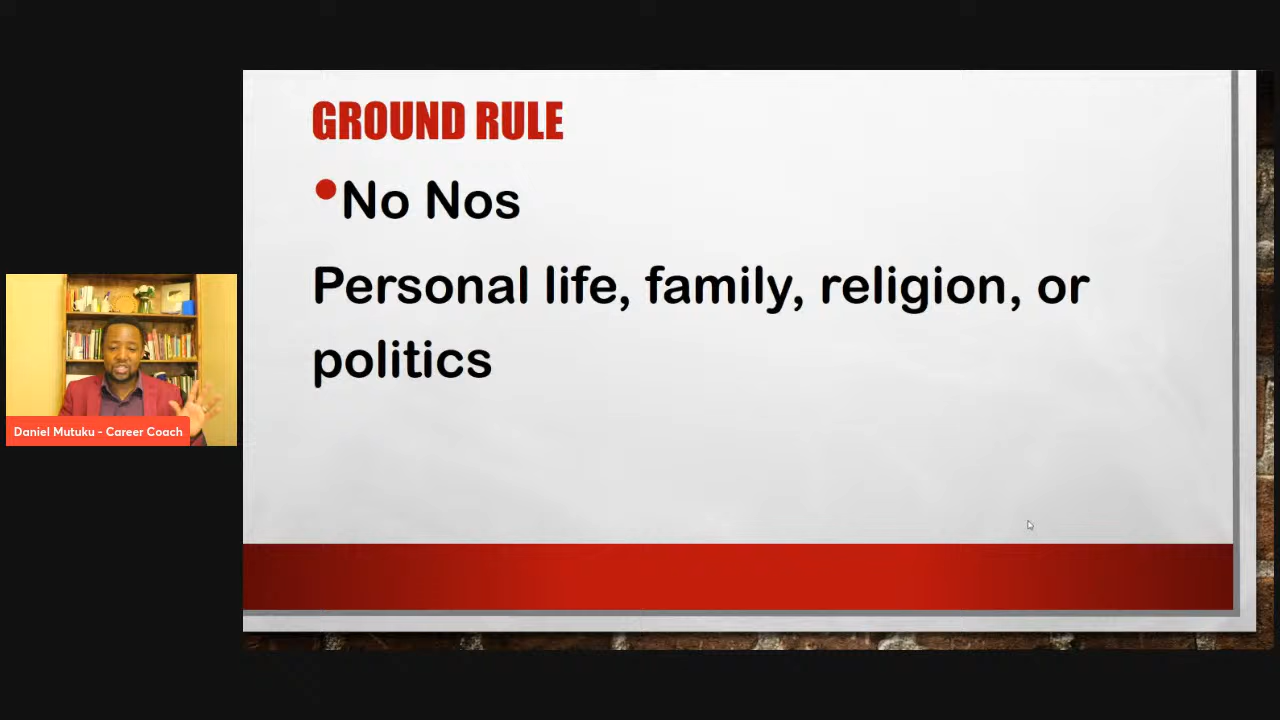 GROUND RULE
•No Nos
Personal life, family, religion, or
politics
Daniel Mutuku - Career Coach